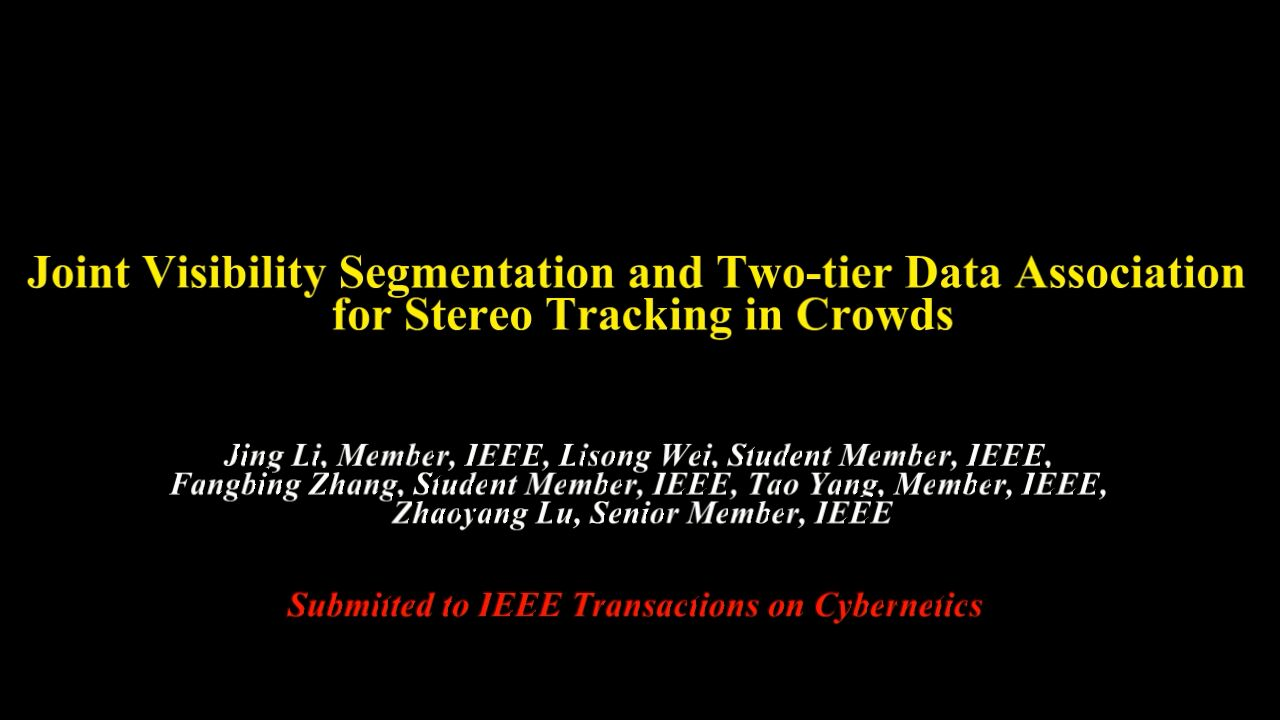 Joint Visibility Segmentation and Two-tier Data Association
for Stereo Tracking in Crowds
Jing Li, Member, IEEE, Lisong Wei, Student Member, IEEE,
Fangbing Zhang, Student Member, IEEE, Tao Yang, Member, IEEE,
Zhaoyang Lu, Senior Member, IEEE
Submitted to IEEE Transactions on Cybernetics